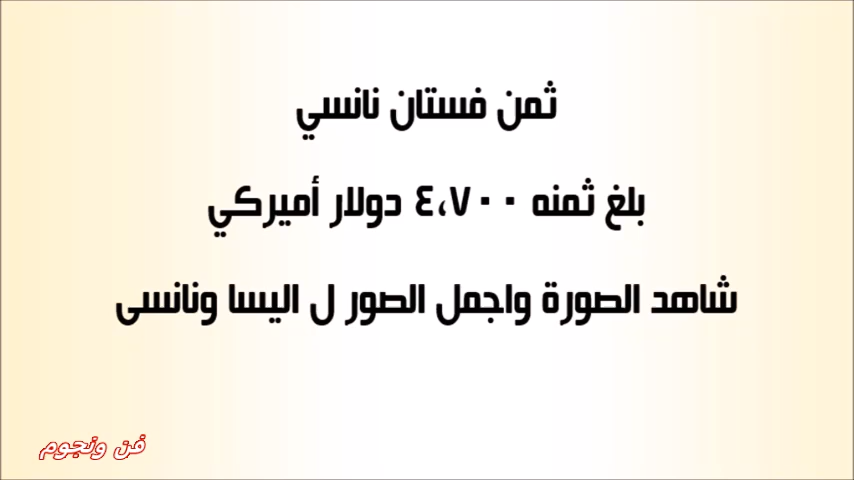 ثمن فستان نانسي
بلغ ثمنه ٤،٧٠٠ دولار أميركي
شاهد الصورة واجمل الصور ل اليسا ونانسى
فن ونجوم